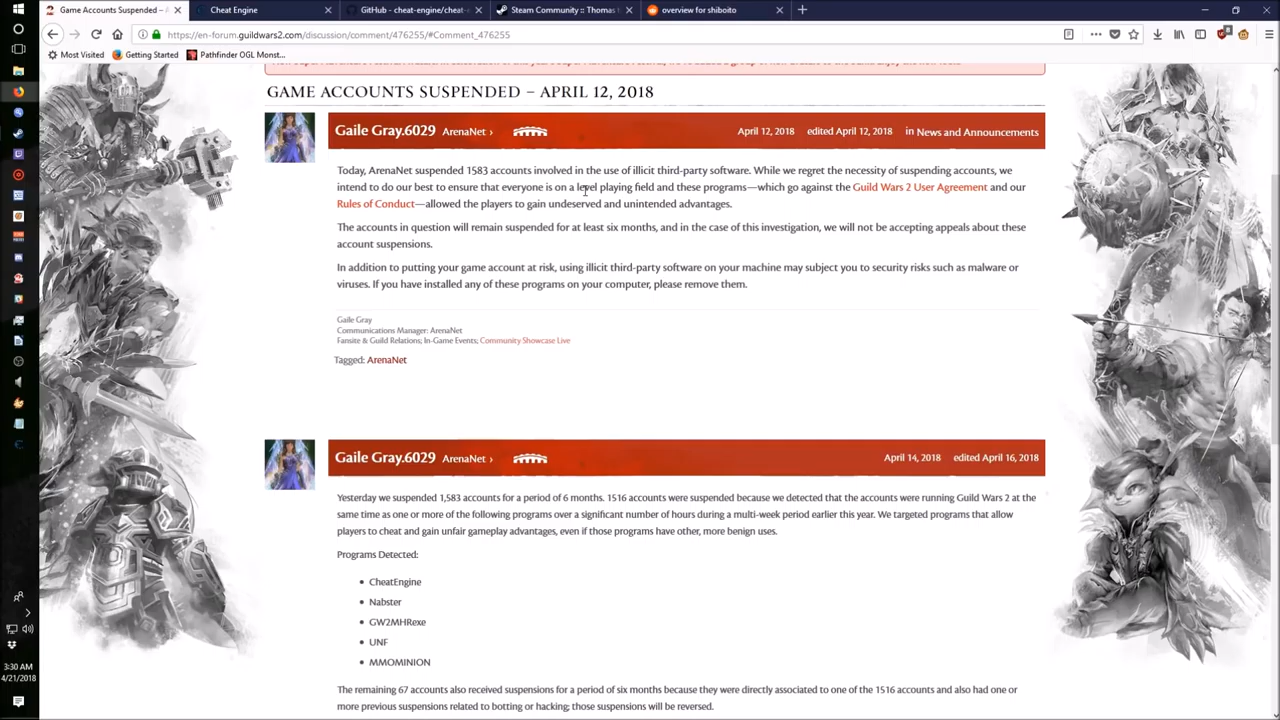 Game Accounts Suspended –
Cheat Engine
GitHub - cheat-engine/cheat-
Steam Community :: Thomas
overview for shiboito
https://en-forum.guildwars2.com/discussion/comment/476255/#Comment_476255
Most Visited
Getting Started
Pathfinder OGL Monst...
GAME ACCOUNTS SUSPENDED – APRIL 12, 2018
Gaile Gray.6029 ArenaNet › April 12, 2018 edited April 12, 2018 in News and Announcements
Today, ArenaNet suspended 1583 accounts involved in the use of illicit third-party software. While we regret the necessity of suspending accounts, we
intend to do our best to ensure that everyone is on a level playing field and these programs—which go against the Guild Wars 2 User Agreement and our
Rules of Conduct—allowed the players to gain undeserved and unintended advantages.
The accounts in question will remain suspended for at least six months, and in the case of this investigation, we will not be accepting appeals about these
account suspensions.
In addition to putting your game account at risk, using illicit third-party software on your machine may subject you to security risks such as malware or
viruses. If you have installed any of these programs on your computer, please remove them.
Gaile Gray
Communications Manager: ArenaNet
Fansite & Guild Relations; In-Game Events; Community Showcase Live
Tagged: ArenaNet
Gaile Gray.6029 ArenaNet › April 14, 2018 edited April 16, 2018
Yesterday we suspended 1,583 accounts for a period of 6 months. 1516 accounts were suspended because we detected that the accounts were running Guild Wars 2 at the
same time as one or more of the following programs over a significant number of hours during a multi-week period earlier this year. We targeted programs that allow
players to cheat and gain unfair gameplay advantages, even if those programs have other, more benign uses.
Programs Detected:
• CheatEngine
• Nabster
• GW2MHRexe
• UNF
• MMOMINION
The remaining 67 accounts also received suspensions for a period of six months because they were directly associated to one of the 1516 accounts and also had one or
more previous suspensions related to botting or hacking; those suspensions will be reversed.
3:30 AM
4/21/2018